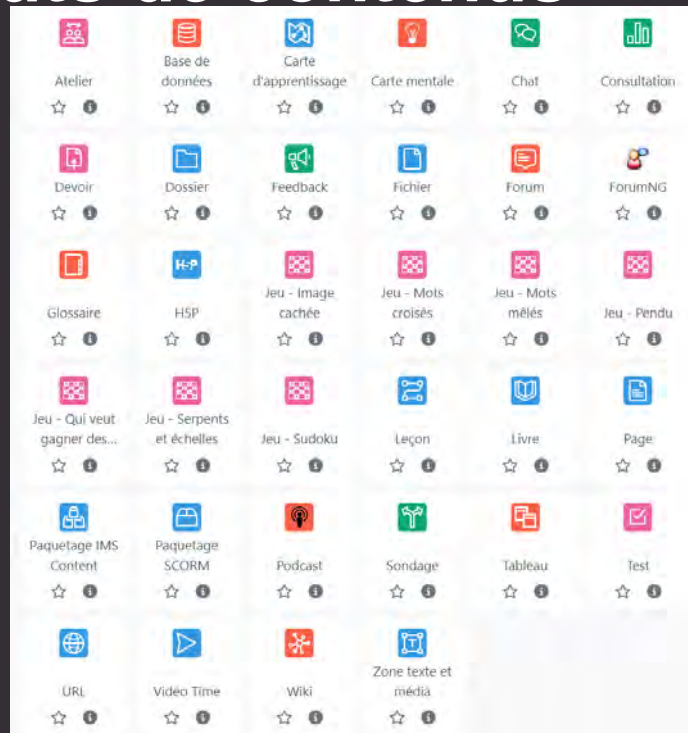 Atelier
Base de
données
Carte
d'apprentissage
Carte mentale
Chat
Consultation
Devoir
Dossier
Feedback
Fichier
Forum
ForumNG
Glossaire
H-P
H5P
Jeu - Image
cachée
Jeu - Mots
croisés
Jeu - Mots
mêlés
Jeu - Pendu
Jeu - Qui veut
gagner des...
Jeu - Serpents
et échelles
Jeu - Sudoku
Leçon
Livre
Page
Paquetage IMS
Content
Paquetage
SCORM
Podcast
Sondage
Tableau
Test
URL
Video Time
Wiki
Zone texte et
média